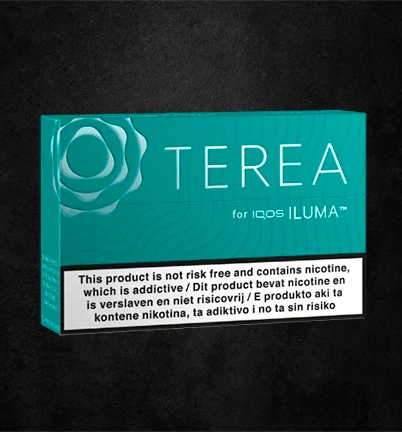 TEREA
for IQOS ILUMA™
This product is not risk free and contains nicotine,
which is addictive / Dit product bevat nicotine en
is verslaven en niet risicovrij / E produkto aki ta
kontene nikotina, ta adiktivo i no ta sin risiko